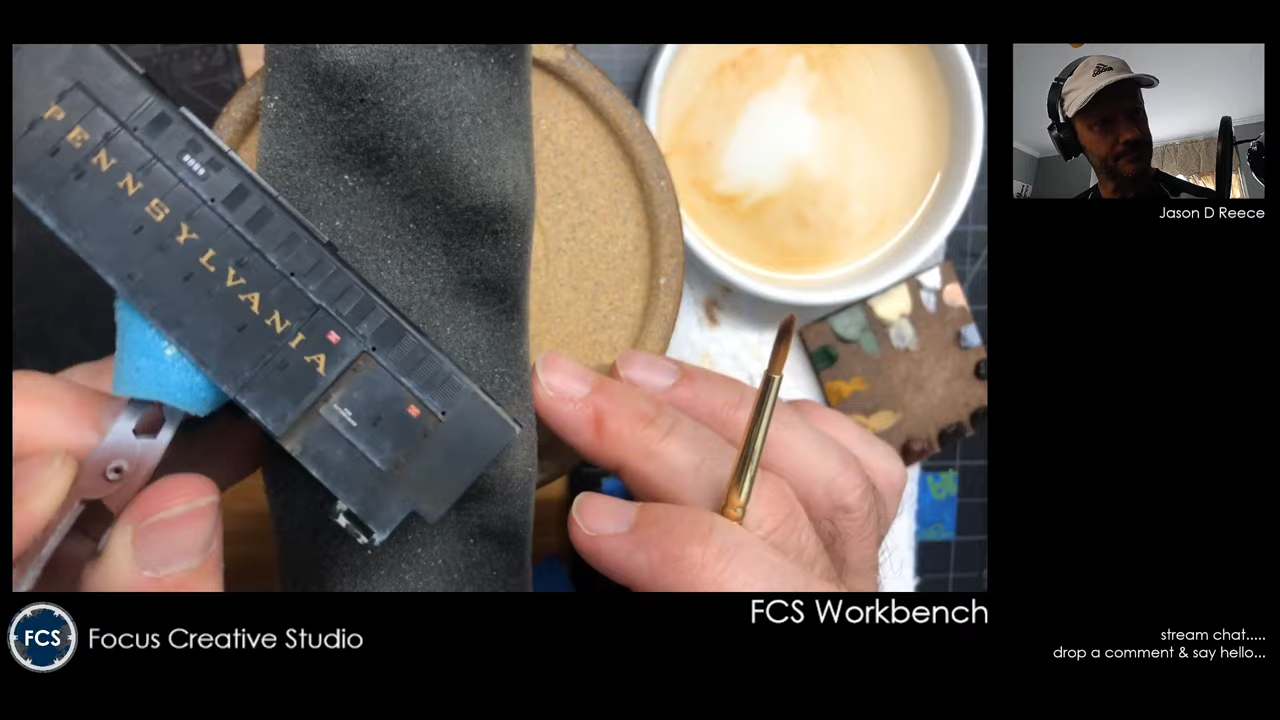 PENNSYLVANIA
Jason D Reece
FCS Workbench
FCS
Focus Creative Studio
stream chat.....
drop a comment & say hello...